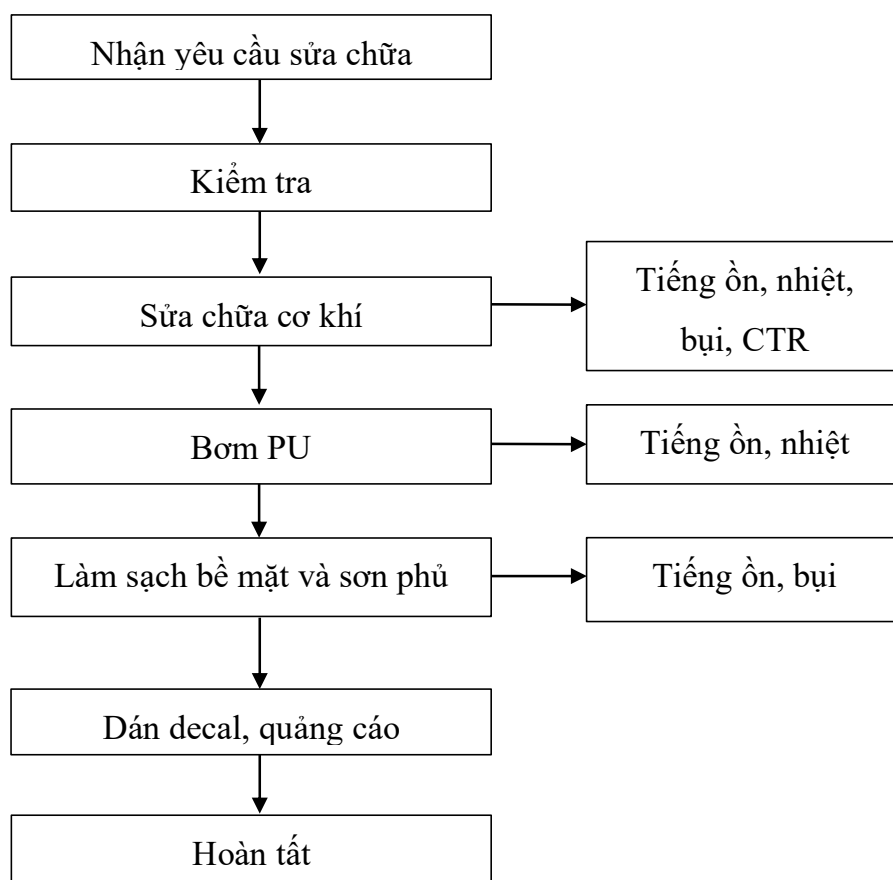 Nhận yêu cầu sửa chữa
Kiểm tra
Sửa chữa cơ khí
Tiếng ồn, nhiệt,
bụi, CTR
Bơm PU
Tiếng ồn, nhiệt
Làm sạch bề mặt và sơn phủ
Tiếng ồn, bụi
Dán decal, quảng cáo
Hoàn tất